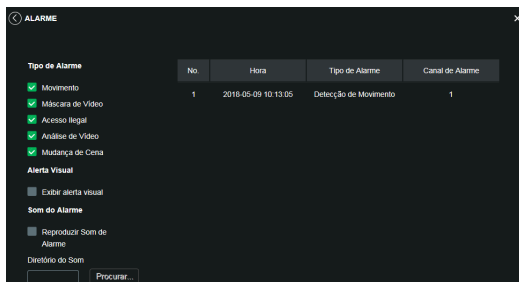 ALARME
Tipo de Alarme
Movimento
Máscara de Vídeo
Acesso Ilegal
Análise de Vídeo
Mudança de Cena
Alerta Visual
Exibir alerta visual
Som do Alarme
Reproduzir Som de
Alarme
Diretório do Som
Procurar...
No. Hora Tipo de Alarme Canal de Alarme
1 2018-05-09 10:13:05 Detecção de Movimento 1